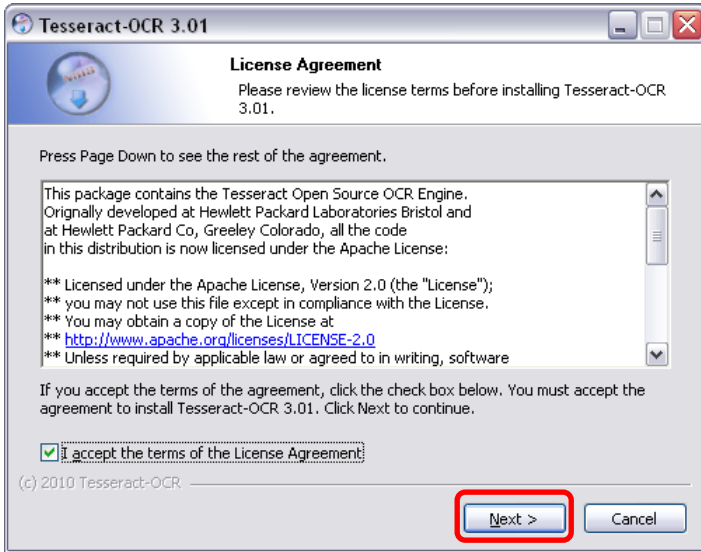 Tesseract-OCR 3.01
License Agreement
Please review the license terms before installing Tesseract-OCR
3.01.
Press Page Down to see the rest of the agreement.
This package contains the Tesseract Open Source OCR Engine.
Orignally developed at Hewlett Packard Laboratories Bristol and
at Hewlett Packard Co, Greeley Colorado, all the code
in this distribution is now licensed under the Apache License:
** Licensed under the Apache License, Version 2.0 (the "License");
** you may not use this file except in compliance with the License.
** You may obtain a copy of the License at
** http://www.apache.org/licenses/LICENSE-2.0
** Unless required by applicable law or agreed to in writing, software
If you accept the terms of the agreement, click the check box below. You must accept the
agreement to install Tesseract-OCR 3.01. Click Next to continue.
I accept the terms of the License Agreement
(c) 2010 Tesseract-OCR
Next >
Cancel